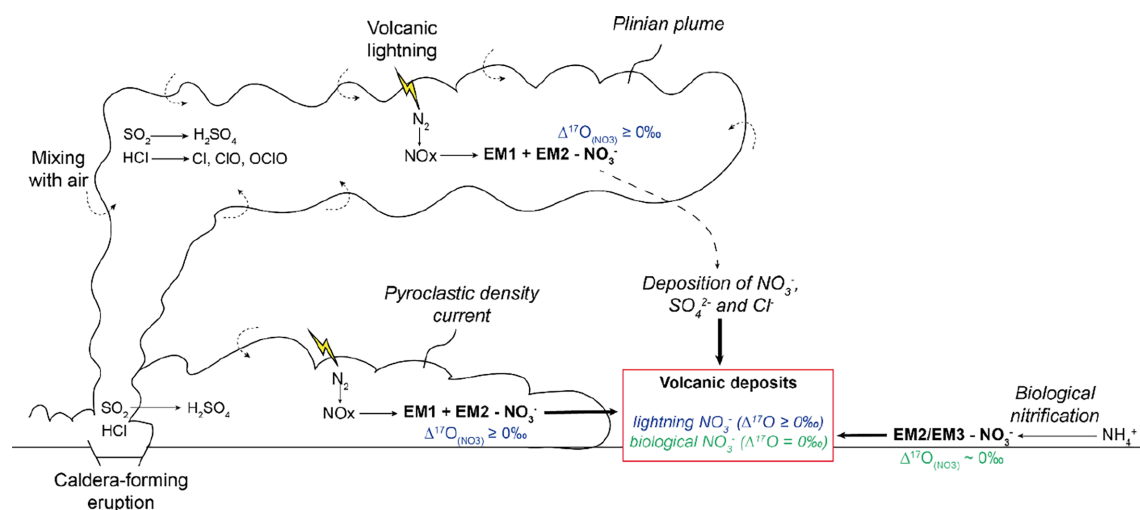 Volcanic
lightning
Plinian plume
N₂
Δ¹⁷O(NO3) ≥ 0‰
SO₂ → H₂SO₄
HCl → Cl, ClO, OClO
NOx → EM1 + EM2 - NO₃⁻
Mixing
with air
Deposition of NO₃⁻,
SO₄²⁻ and Cl⁻
Pyroclastic density
current
N₂
SO₂ → H₂SO₄
HCl
NOx → EM1 + EM2 - NO₃⁻
Δ¹⁷O(NO3) ≥ 0‰
Volcanic deposits
lightning NO₃⁻ (Δ¹⁷O ≥ 0‰)
biological NO₃⁻ (Δ¹⁷O = 0‰)
Biological
nitrification
EM2/EM3 - NO₃⁻ ← NH₄⁺
Δ¹⁷O(NO3) ~ 0‰
Caldera-forming
eruption